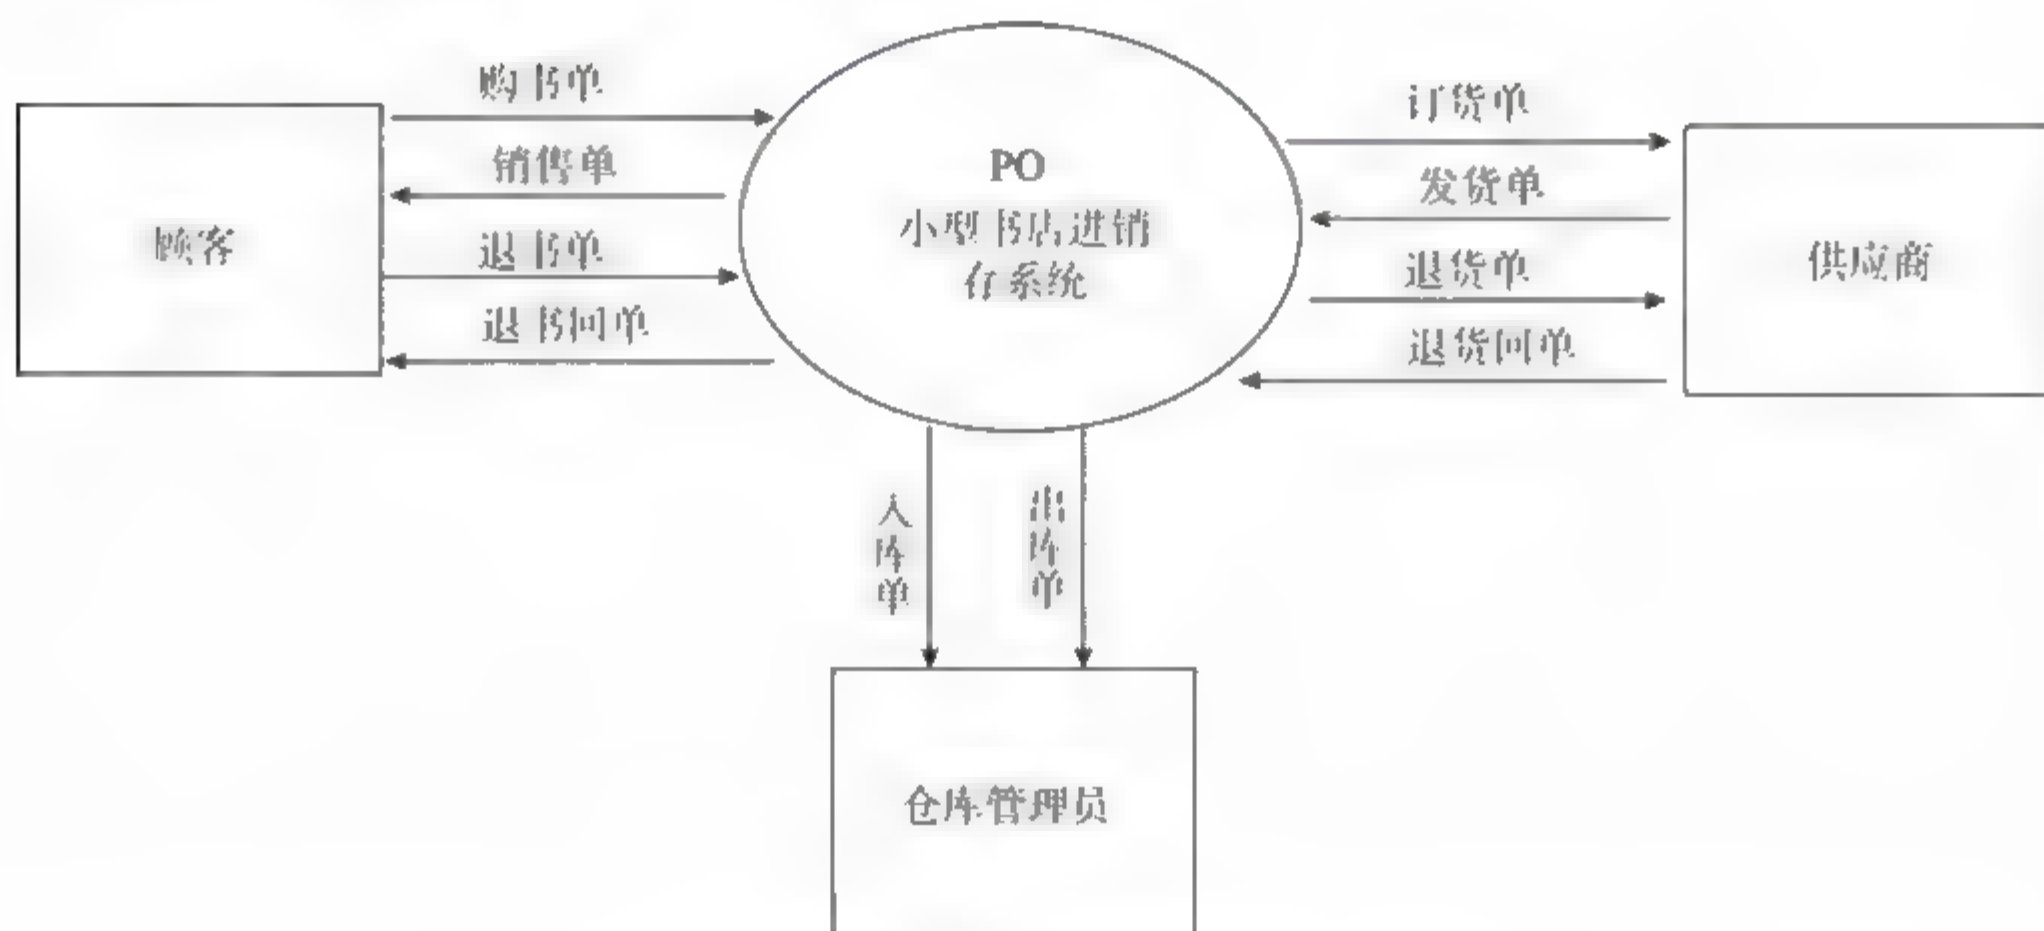 购书单
销售单
退书单
退书回单
顾客
PO
小型书店进销
存系统
订货单
发货单
退货单
退货回单
供应商
入库单
出库单
仓库管理员